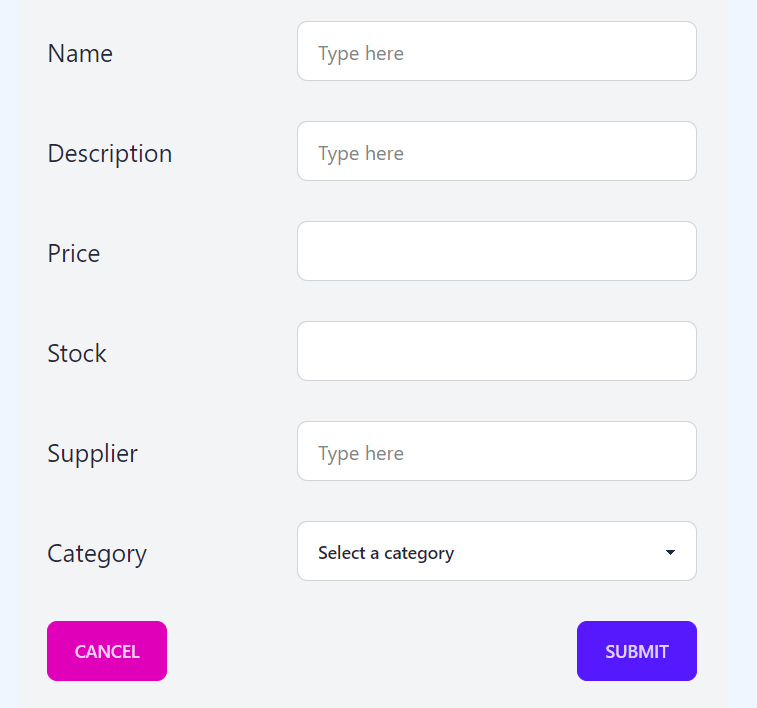 Name
Type here
Description
Type here
Price
Stock
Supplier
Type here
Category
Select a category
CANCEL
SUBMIT